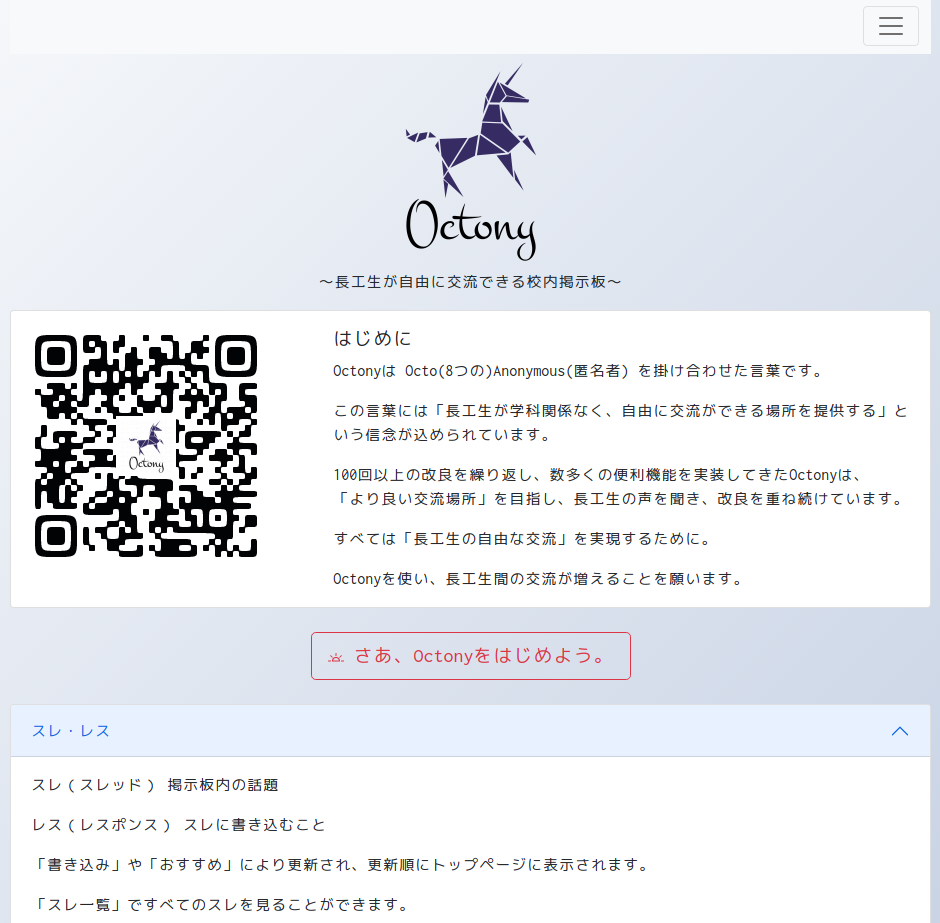 Octony
～長工生が自由に交流できる校内掲示板～
はじめに
Octonyは Octo(8つの)Anonymous(匿名者) を掛け合わせた言葉です。
この言葉には「長工生が学科関係なく、自由に交流ができる場所を提供する」と
いう信念が込められています。
100回以上の改良を繰り返し、数多くの便利機能を実装してきたOctonyは、
「より良い交流場所」を目指し、長工生の声を聞き、改良を重ね続けています。
すべては「長工生の自由な交流」を実現するために。
Octonyを使い、長工生間の交流が増えることを願います。
Octony
さあ、Octonyをはじめよう。
スレ・レス
スレ(スレッド) 掲示板内の話題
レス(レスポンス) スレに書き込むこと
「書き込み」や「おすすめ」により更新され、更新順にトップページに表示されます。
「スレ一覧」ですべてのスレを見ることができます。